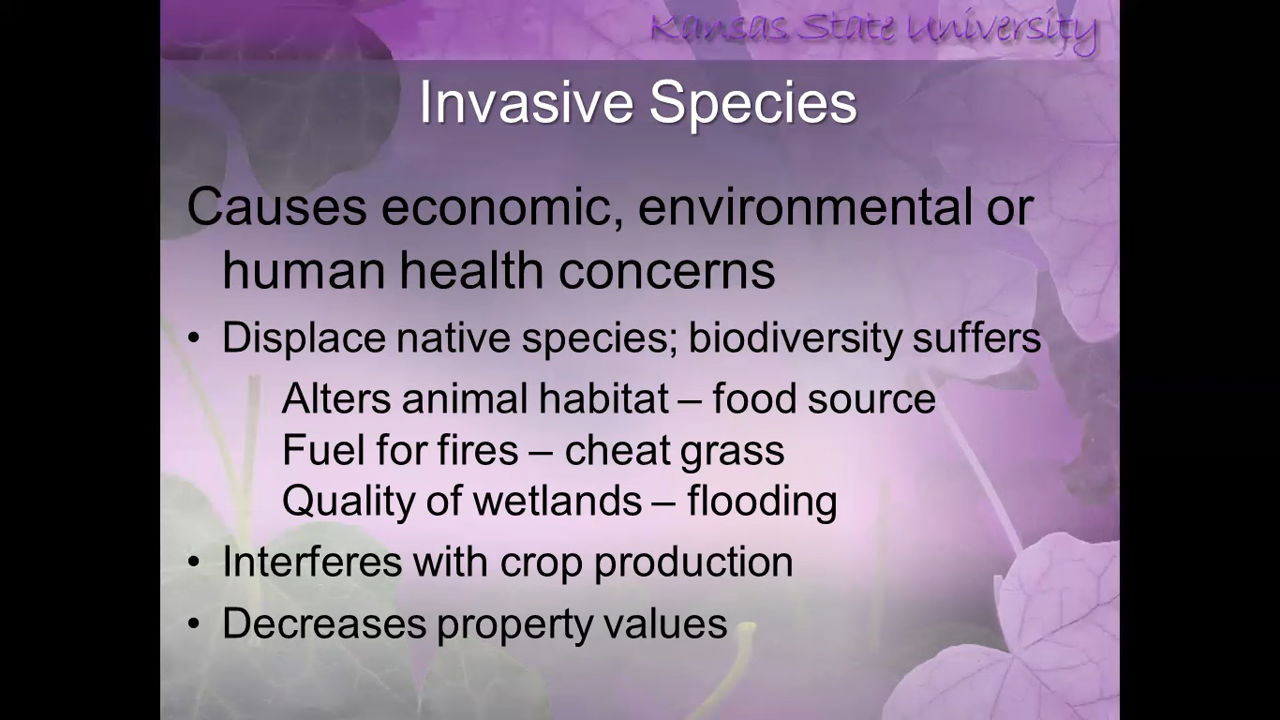 Kansas State University
Invasive Species
Causes economic, environmental or
human health concerns
• Displace native species; biodiversity suffers
Alters animal habitat – food source
Fuel for fires – cheat grass
Quality of wetlands – flooding
• Interferes with crop production
• Decreases property values